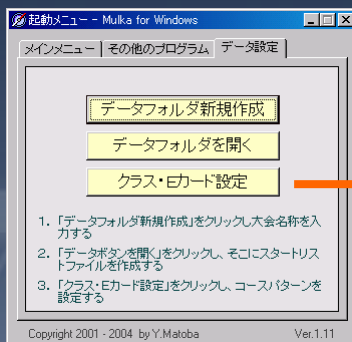 起動メニュー - Mulka for Windows
メインメニュー その他のプログラム データ設定
データフォルダ新規作成
データフォルダを開く
クラス・Eカード設定
1. 「データフォルダ新規作成」をクリックし大会名称を入
力する
2. 「データボタンを開く」をクリックし、そこにスタートリス
トファイルを作成する
3. 「クラス・Eカード設定」をクリックし、コースパターンを
設定する
Copyright 2001 - 2004 by Y.Matoba Ver.1.11